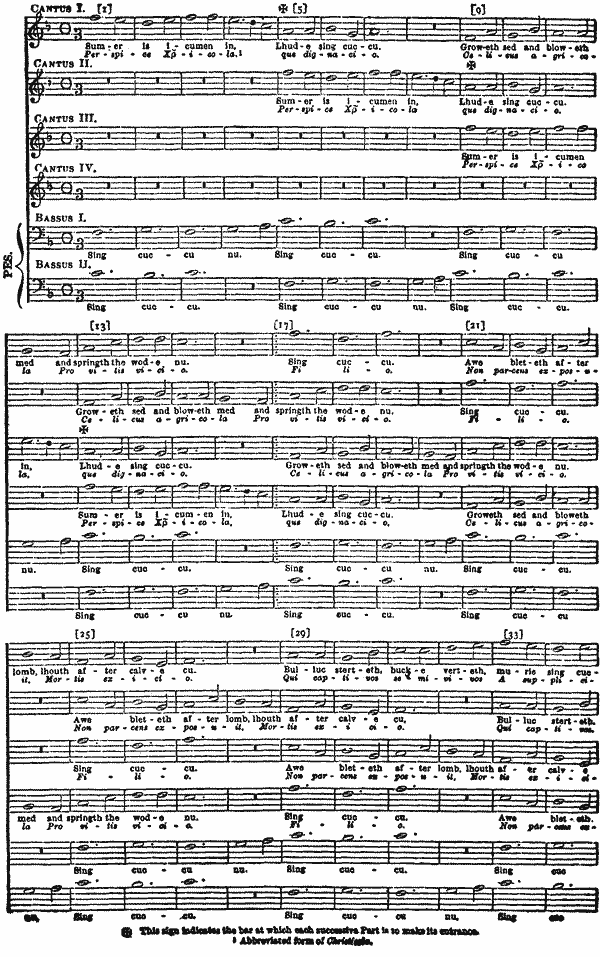 CANTUS I. [1] ✠ [5] [9]
Sum-er is i-cumen in, Lhud-e sing cuc-cu. Grow-eth sed and blow-eth
Per-spi-ce Xp̄-i-co-la.¹ que dig-na-ci-o. Ce-li-cus a-gri-co-
CANTUS II. ✠
Sum-er is i-cumen in, Lhud-e sing cuc-cu.
Per-spi-ce Xp̄-i-co-la que dig-na-ci-o.
CANTUS III.
Sum-er is i-cumen
Per-spi-ce Xp̄-i-co
CANTUS IV.
PES.
BASSUS I.
Sing cuc-cu nu. Sing cuc-cu nu. Sing cuc-cu.
BASSUS II.
Sing cuc-cu. Sing cuc-cu nu. Sing cuc-cu.
[13] [17] [21]
med and springth the wod-e nu. Sing cuc-cu. Awe blet-eth af-ter
la Pro vi-tis vi-ci-o. Fi-li-o. Non par-cens ex-pos-u-
Grow-eth sed and blow-eth med and springth the wod-e nu. Sing cuc-cu.
Ce-li-cus a-gri-co-la Pro vi-tis vi-ci-o. Fi-li-o.
✠
in, Lhud-e sing cuc-cu. Grow-eth sed and blow-eth med and springth the wod-e nu.
la, que dig-na-ci-o. Ce-li-cus a-gri-co-la Pro vi-tis vi-ci-o.
Sum-er is i-cum-en in, Lhud-e sing cuc-cu. Groweth sed and bloweth
Per-spi-ce Xp̄-i-co-la, que dig-na-ci-o. Ce-li-cus a-gri-co-
nu. Sing cuc-cu. Sing cuc-cu nu. Sing cuc-cu
Sing cuc-cu nu. Sing cuc-cu. Sing cuc-cu
[25] [29] [33]
lomb, lhouth af-ter calv-e cu. Bul-luc stert-eth, buck-e vert-eth, mu-rie sing cuc-
it, Mor-tis ex-i-ci-o. Qui cap-ti-vos se-mi-vi-vos A sup-pli-ci-
Awe blet-eth af-ter lomb, lhouth af-ter calv-e cu, Bul-luc stert-eth.
Non par-cens ex-pos-u-it, Mor-tis ex-i-ci-o. Qui cap-ti-vos.
Sing cuc-cu. Awe blet-eth af-ter lomb, lhouth af-er calv-e
Fi-li-o. Non par-cens ex-pos-u-it, Mor-tis ex-i-ci-
med and springth the wod-e nu. Sing cuc-cu. Awe blet-eth.
la Pro vi-tis vi-ci-o. Fi-li-o. Non par-cens ex-
Sing cuc-cu nu. Sing cuc-cu. Sing cuc
nu, Sing cuc-cu. Sing cuc-cu nu, Sing cuc
✠ This sign indicates the bar at which each successive Part is to make its entrance.
¹ Abbreviated form of Christicola.